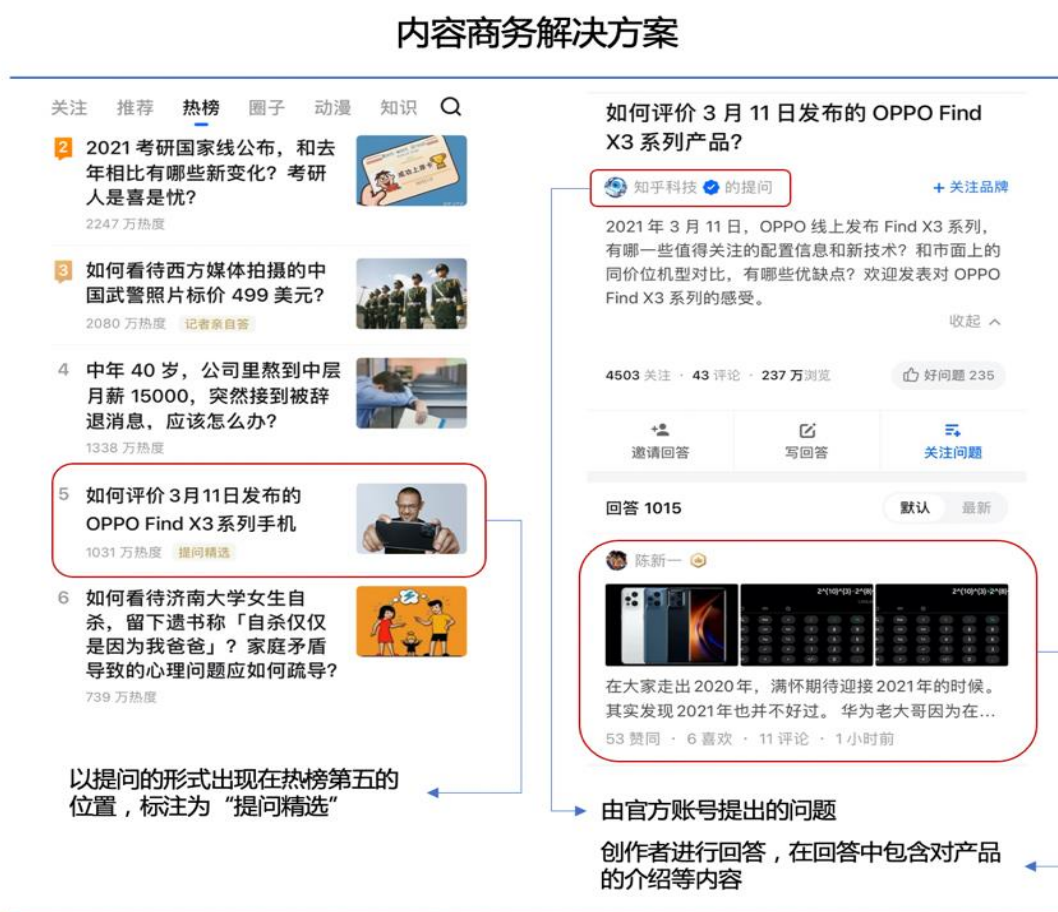 内容商务解决方案
关注 推荐 热榜 圈子 动漫 知识
2 2021 考研国家线公布，和去
年相比有哪些新变化？考研
人是喜是忧？
2247 万热度
成功上岸卡
3 如何看待西方媒体拍摄的中
国武警照片标价 499 美元？
2080 万热度 记者亲自答
4 中年 40 岁，公司里熬到中层
月薪 15000，突然接到被辞
退消息，应该怎么办？
1338 万热度
5 如何评价3月11日发布的
OPPO Find X3系列手机
1031 万热度 提问精选
6 如何看待济南大学女生自
杀，留下遗书称「自杀仅仅
是因为我爸爸」？家庭矛盾
导致的心理问题应如何疏导？
739 万热度
以提问的形式出现在热榜第五的
位置，标注为“提问精选”
如何评价 3 月 11 日发布的 OPPO Find
X3 系列产品？
知乎科技 的提问 + 关注品牌
2021 年 3 月 11 日，OPPO 线上发布 Find X3 系列，
有哪一些值得关注的配置信息和新技术？和市面上的
同价位机型对比，有哪些优缺点？欢迎发表对 OPPO
Find X3 系列的感受。
收起
4503 关注 · 43 评论 · 237 万浏览 好问题 235
邀请回答 写回答 关注问题
回答 1015 默认 最新
陈新一
2^(10)^(3)-2^(8) 2^(10)^(3)-2^(8)
在大家走出2020年，满怀期待迎接2021年的时候。
其实发现2021年也并不好过。 华为老大哥因为在...
53 赞同 · 6 喜欢 · 11 评论 · 1 小时前
由官方账号提出的问题
创作者进行回答，在回答中包含对产品
的介绍等内容